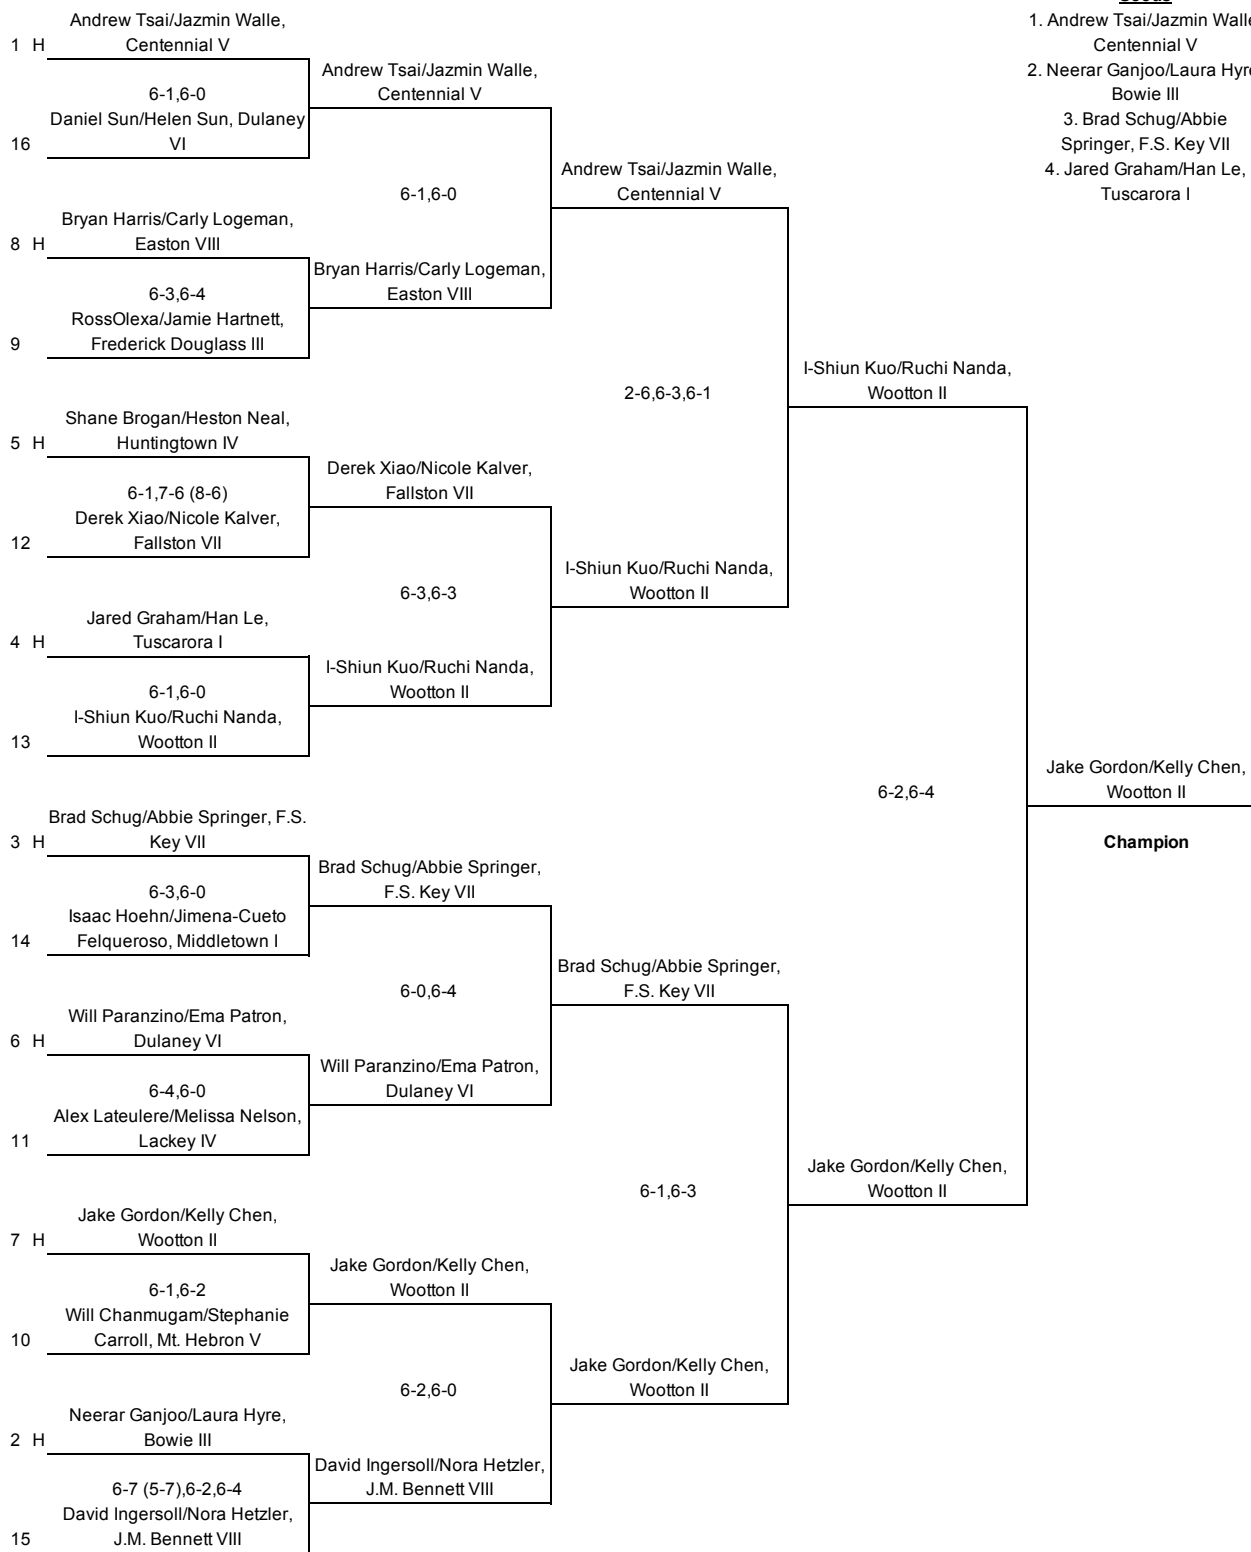 Andrew Tsai/Jazmin Walle,
1 H Centennial V
6-1,6-0
Daniel Sun/Helen Sun, Dulaney
16 VI
Bryan Harris/Carly Logeman,
8 H Easton VIII
6-3,6-4
RossOlexa/Jamie Hartnett,
9 Frederick Douglass III
Shane Brogan/Heston Neal,
5 H Huntingtown IV
6-1,7-6 (8-6)
Derek Xiao/Nicole Kalver,
12 Fallston VII
Jared Graham/Han Le,
4 H Tuscarora I
6-1,6-0
I-Shiun Kuo/Ruchi Nanda,
13 Wootton II
Brad Schug/Abbie Springer, F.S.
3 H Key VII
6-3,6-0
Isaac Hoehn/Jimena-Cueto
14 Felqueroso, Middletown I
Will Paranzino/Ema Patron,
6 H Dulaney VI
6-4,6-0
Alex Lateulere/Melissa Nelson,
11 Lackey IV
Jake Gordon/Kelly Chen,
7 H Wootton II
6-1,6-2
Will Chanmugam/Stephanie
10 Carroll, Mt. Hebron V
Neerar Ganjoo/Laura Hyre,
2 H Bowie III
6-7 (5-7),6-2,6-4
David Ingersoll/Nora Hetzler,
15 J.M. Bennett VIII
Andrew Tsai/Jazmin Walle,
Centennial V
6-1,6-0
Bryan Harris/Carly Logeman,
Easton VIII
Derek Xiao/Nicole Kalver,
Fallston VII
6-3,6-3
I-Shiun Kuo/Ruchi Nanda,
Wootton II
Brad Schug/Abbie Springer,
F.S. Key VII
6-0,6-4
Will Paranzino/Ema Patron,
Dulaney VI
Jake Gordon/Kelly Chen,
Wootton II
6-2,6-0
David Ingersoll/Nora Hetzler,
J.M. Bennett VIII
Andrew Tsai/Jazmin Walle,
Centennial V
2-6,6-3,6-1
I-Shiun Kuo/Ruchi Nanda,
Wootton II
Brad Schug/Abbie Springer,
F.S. Key VII
6-1,6-3
Jake Gordon/Kelly Chen,
Wootton II
I-Shiun Kuo/Ruchi Nanda,
Wootton II
6-2,6-4
Jake Gordon/Kelly Chen,
Wootton II
Jake Gordon/Kelly Chen,
Wootton II
Champion
1. Andrew Tsai/Jazmin Walle
Centennial V
2. Neerar Ganjoo/Laura Hyre
Bowie III
3. Brad Schug/Abbie
Springer, F.S. Key VII
4. Jared Graham/Han Le,
Tuscarora I